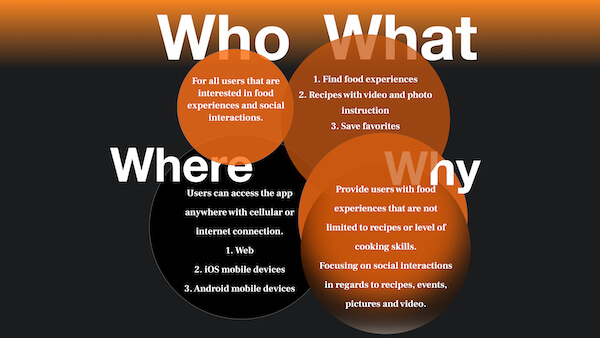 Who
For all users that are
interested in food
experiences and social
interactions.
What
1. Find food experiences
2. Recipes with video and photo
instruction
3. Save favorites
Where
Users can access the app
anywhere with cellular or
internet connection.
1. Web
2. iOS mobile devices
3. Android mobile devices
Why
Provide users with food
experiences that are not
limited to recipes or level of
cooking skills.
Focusing on social interactions
in regards to recipes, events,
pictures and video.